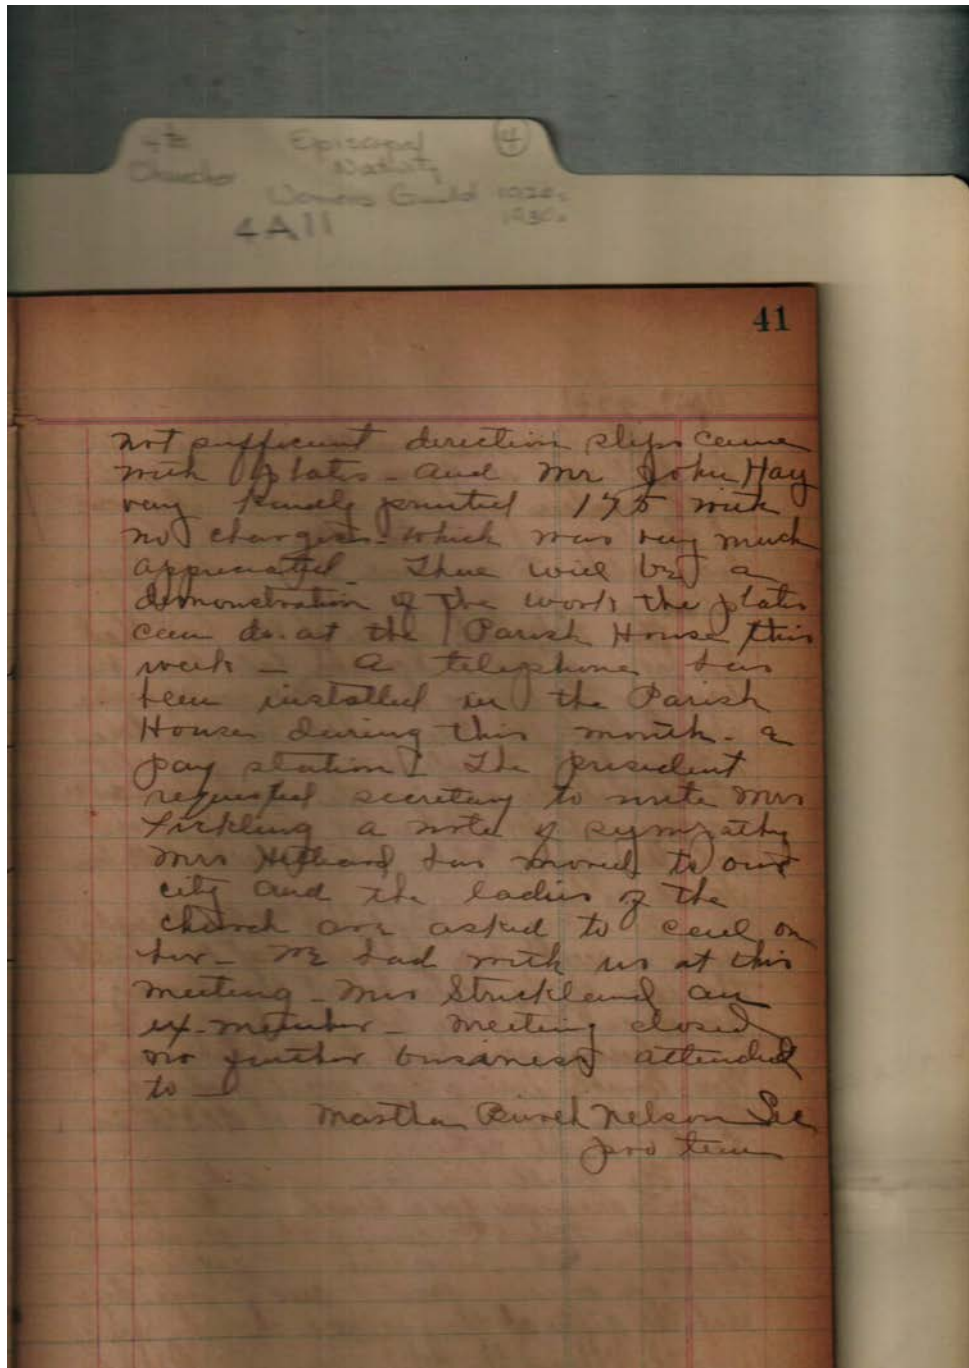 Episcopal ④
Church Nativity
Womens Guild 1920s
4A11 1930s
41
not sufficient direction slips came
with plates - and Mr John Hay
very kindly printed 175 with
no charges - which was very much
appreciated - There will be a
demonstration of the work the plates
can do at the Parish House this
week - A telephone has
been installed in the Parish
House during this month - a
pay station. The president
requested secretary to write Mrs
a note of sympathy
Mrs has moved to our
city and the ladies of the
church are asked to call on
her - We had with us at this
meeting - Mrs Strickland an
ex-member - Meeting closed
no further business attended
to -
Martha Burch Nelson Sec
pro tem